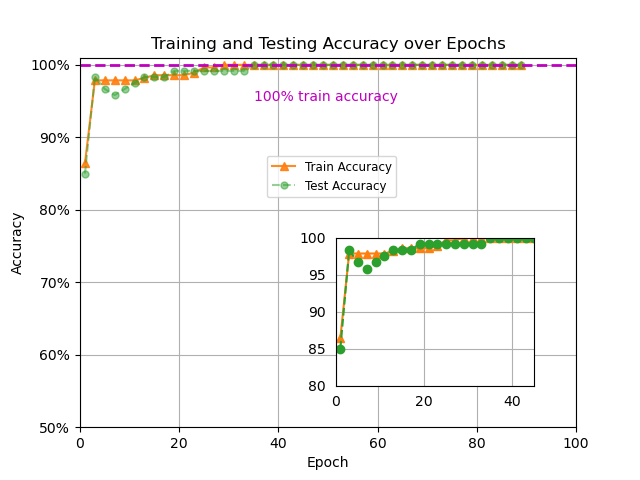 Training and Testing Accuracy over Epochs
100%
90%
80%
70%
60%
50%
Accuracy
100% train accuracy
Train Accuracy
Test Accuracy
100
95
90
85
80
0 20 40
0 20 40 60 80 100
Epoch